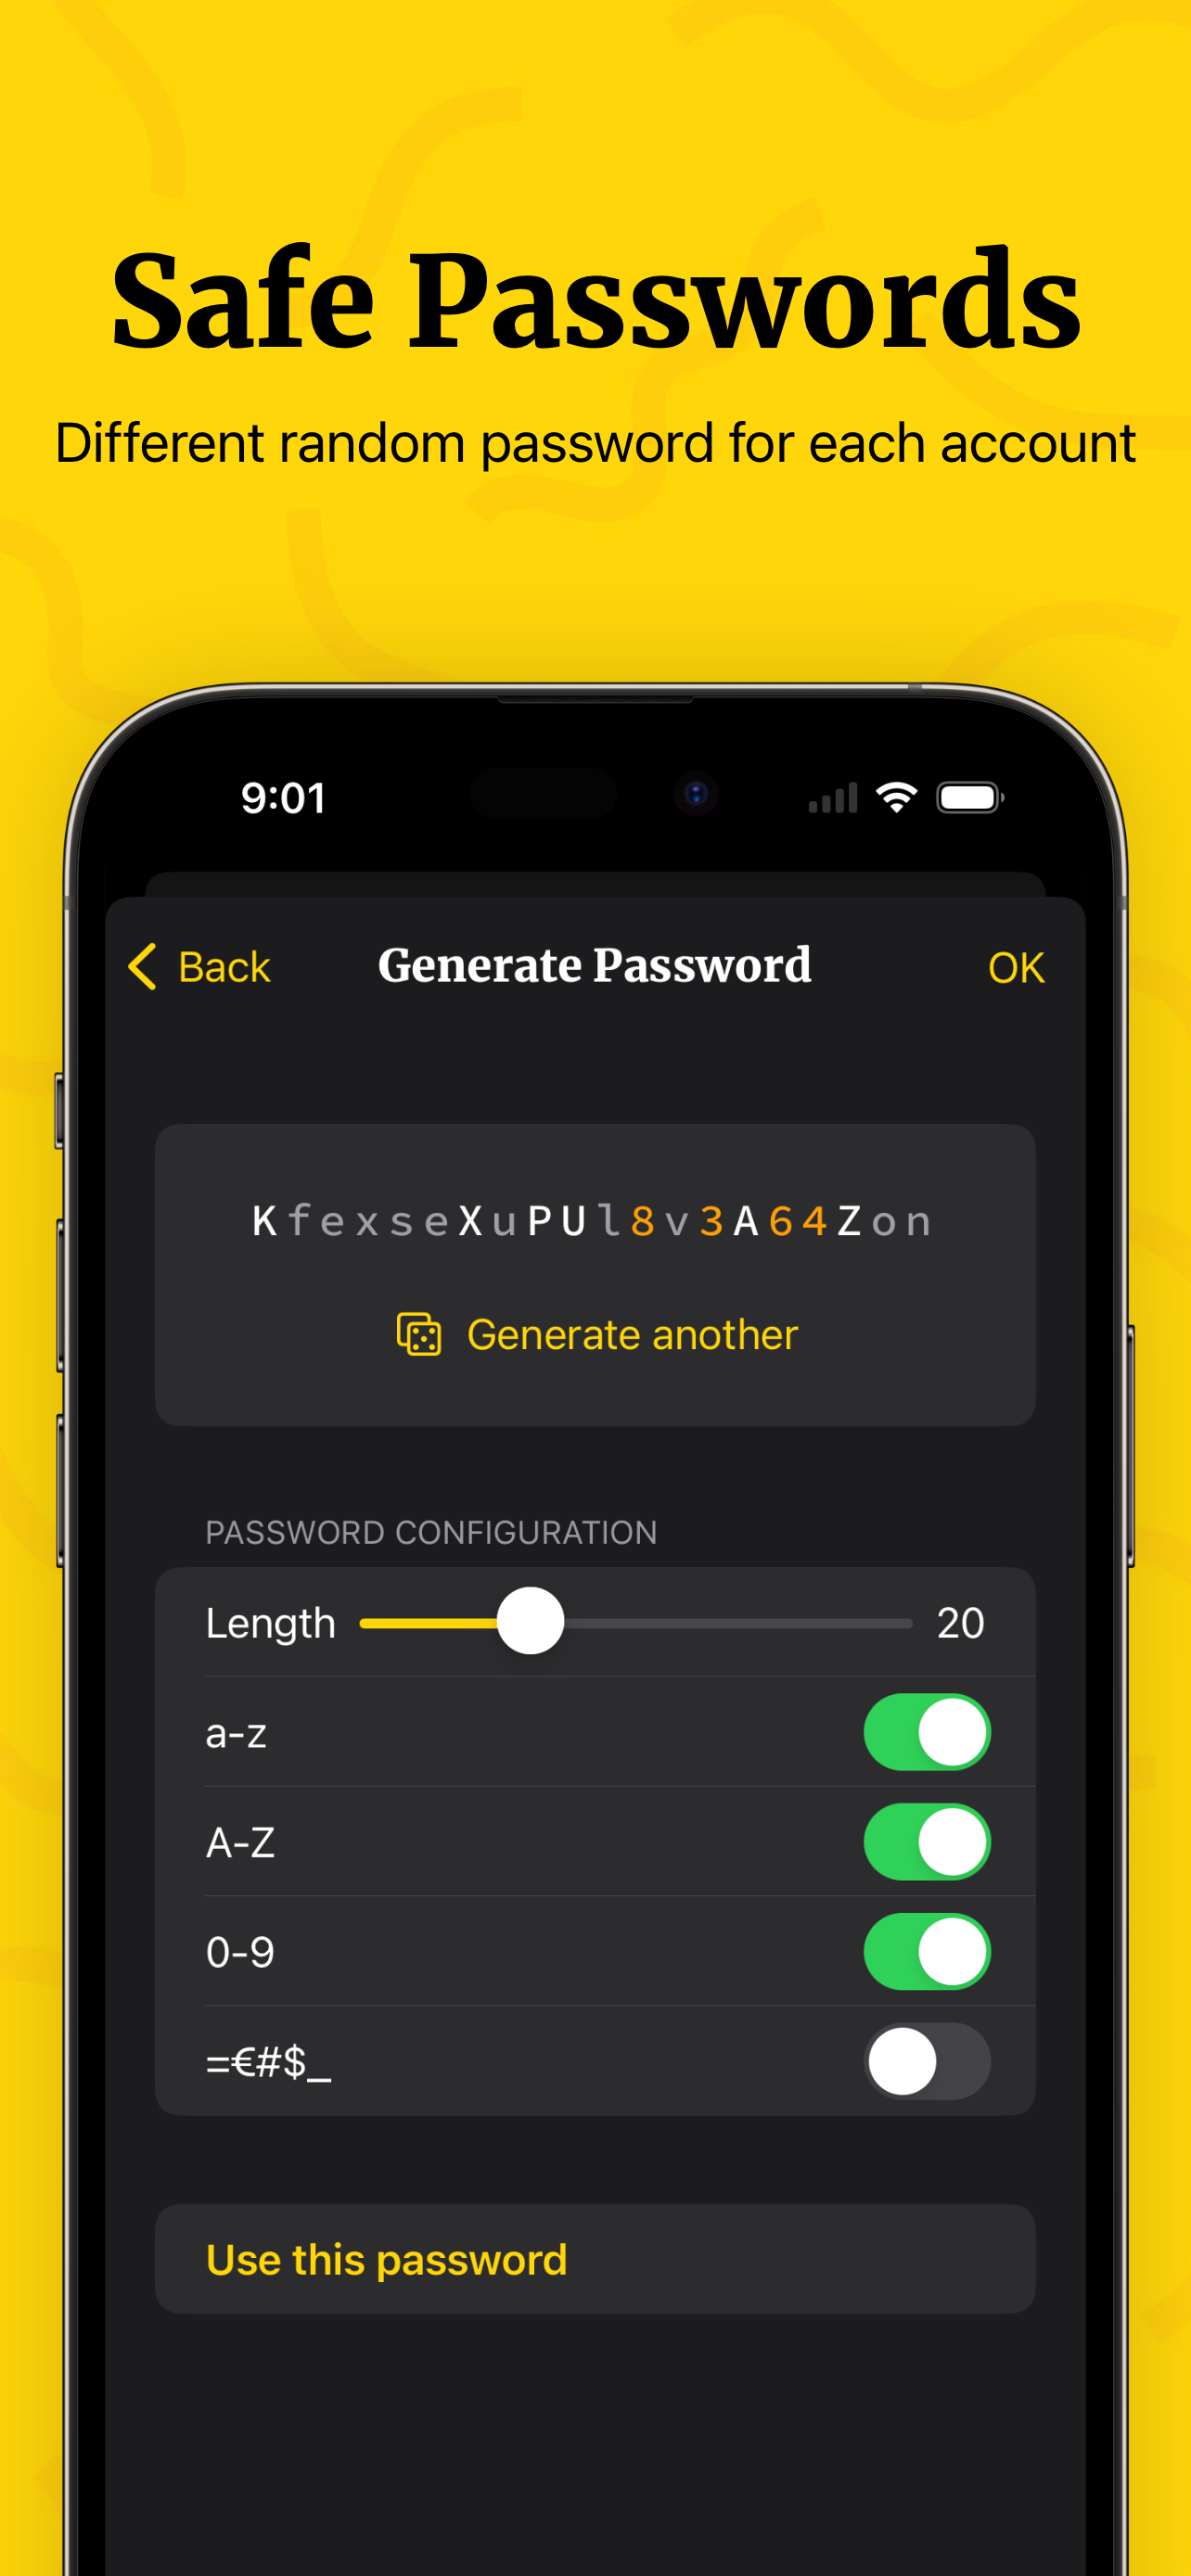 Safe Passwords
Different random password for each account
9:01
Back
Generate Password
OK
KfexseXuPUl8v3A64Zon
Generate another
PASSWORD CONFIGURATION
Length
20
a-z
A-Z
0-9
=€#$_
Use this password